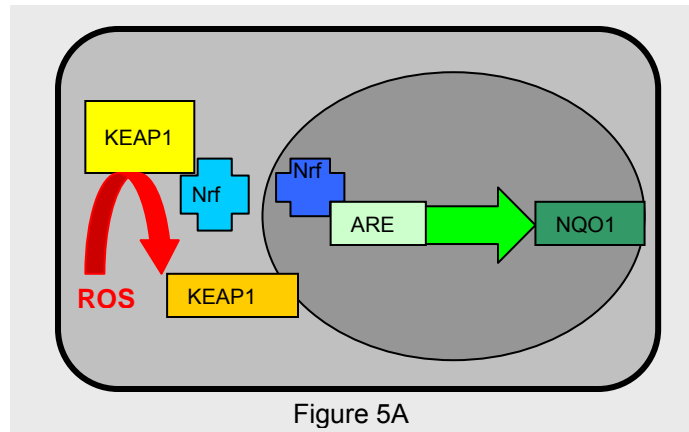 KEAP1
Nrf
Nrf
ARE
NQO1
ROS
KEAP1
Figure 5A